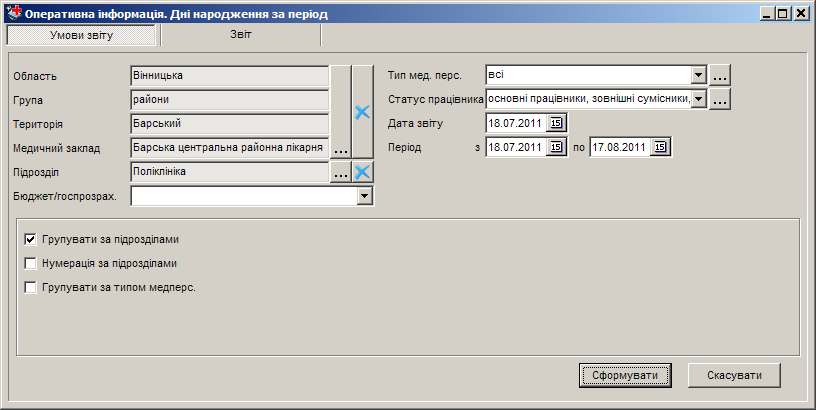 Оперативна інформація. Дні народження за період
Умови звіту
Звіт
Область
Вінницька
Група
райони
Територія
Барський
Медичний заклад
Барська центральна районна лікарня
...
Підрозділ
Поліклініка
...
Бюджет/госпрозрах.
Тип мед. перс.
всі
...
Статус працівника
основні працівники, зовнішні сумісники,
...
Дата звіту
18.07.2011
15
Період
з
18.07.2011
15
по
17.08.2011
15
Групувати за підрозділами
Нумерація за підрозділами
Групувати за типом медперс.
Сформувати
Скасувати